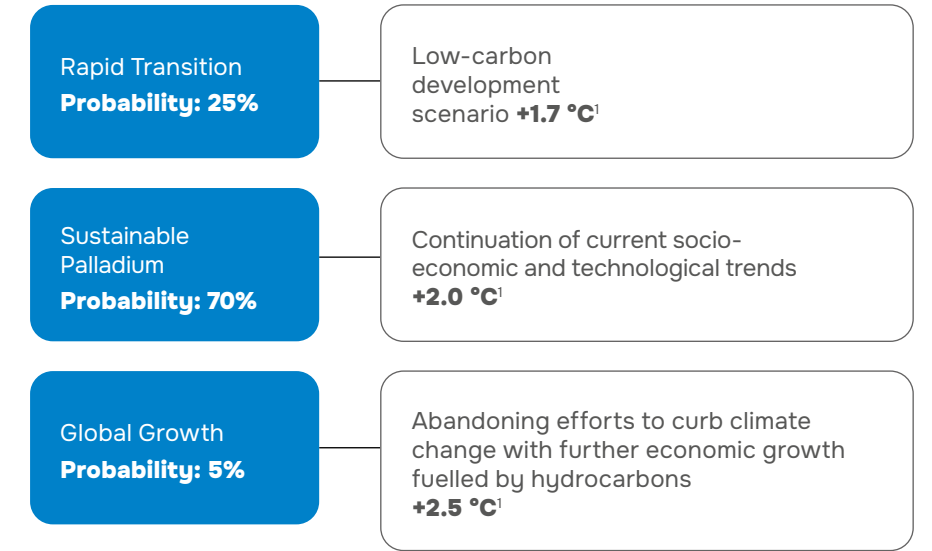 Rapid Transition
Probability: 25%
Low-carbon
development
scenario +1.7 °C¹
Sustainable
Palladium
Probability: 70%
Continuation of current socio-
economic and technological trends
+2.0 °C¹
Global Growth
Probability: 5%
Abandoning efforts to curb climate
change with further economic growth
fuelled by hydrocarbons
+2.5 °C¹